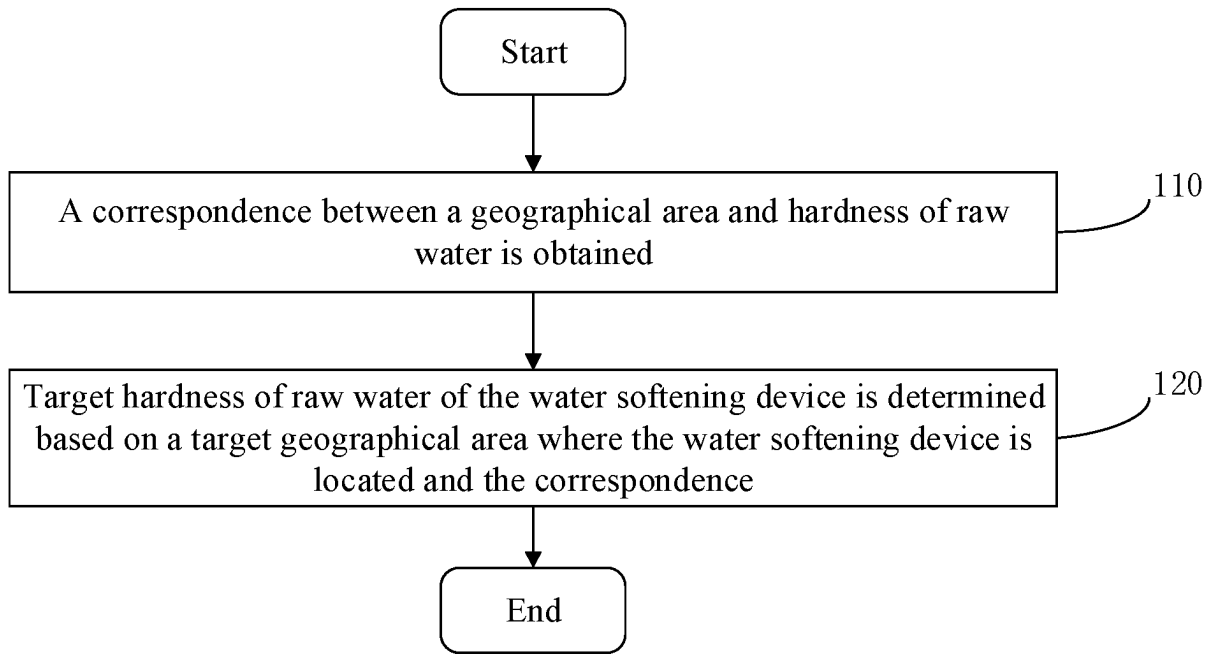 Start
A correspondence between a geographical area and hardness of raw
water is obtained
110
Target hardness of raw water of the water softening device is determined
based on a target geographical area where the water softening device is
located and the correspondence
120
End